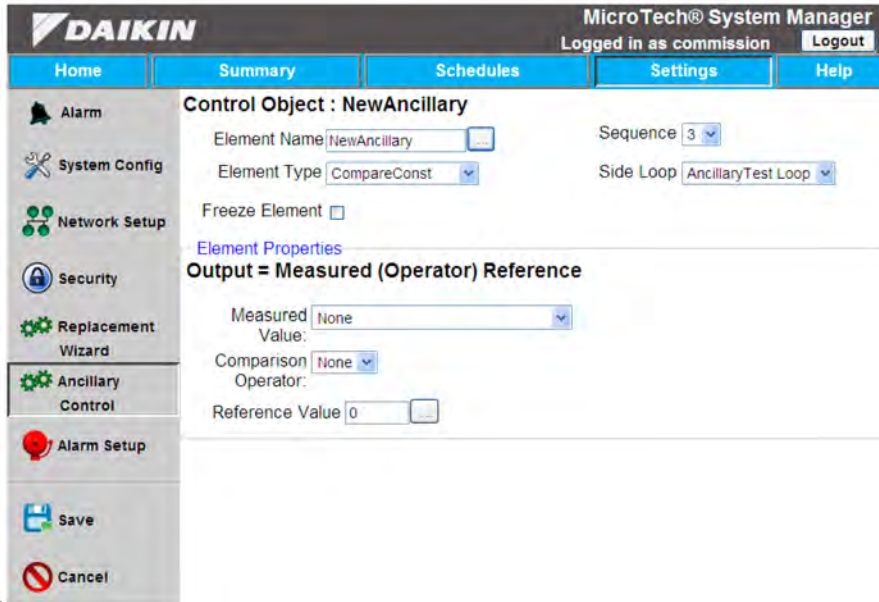 DAIKIN
MicroTech® System Manager
Logged in as commission Logout
Home Summary Schedules Settings Help
Alarm
System Config
Network Setup
Security
Replacement
Wizard
Ancillary
Control
Alarm Setup
Save
Cancel
Control Object : NewAncillary
Element Name NewAncillary ... Sequence 3
Element Type CompareConst Side Loop AncillaryTest Loop
Freeze Element
Element Properties
Output = Measured (Operator) Reference
Measured None
Value:
Comparison None
Operator:
Reference Value 0 ...